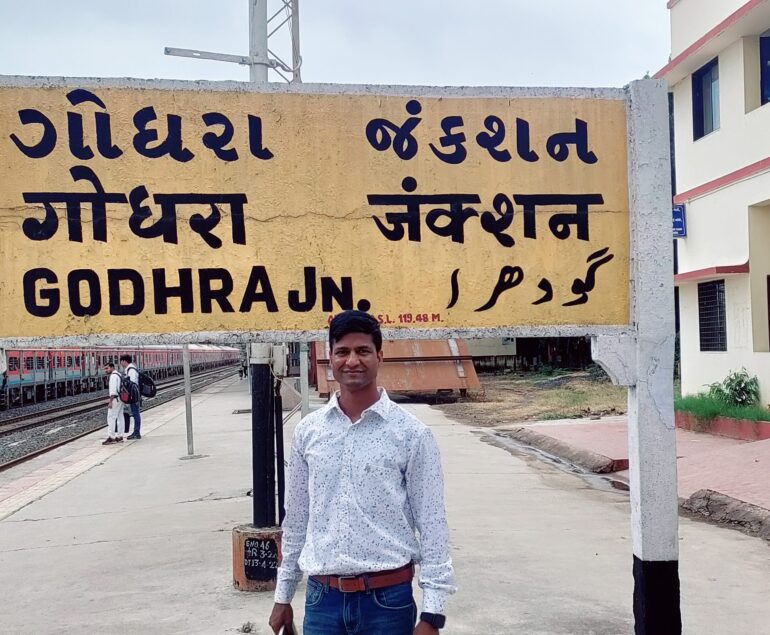 ગોધરા જંકશન
गोधरा जंक्शन
GODHRA JN. گودھرا
S.L. 119.48 M.